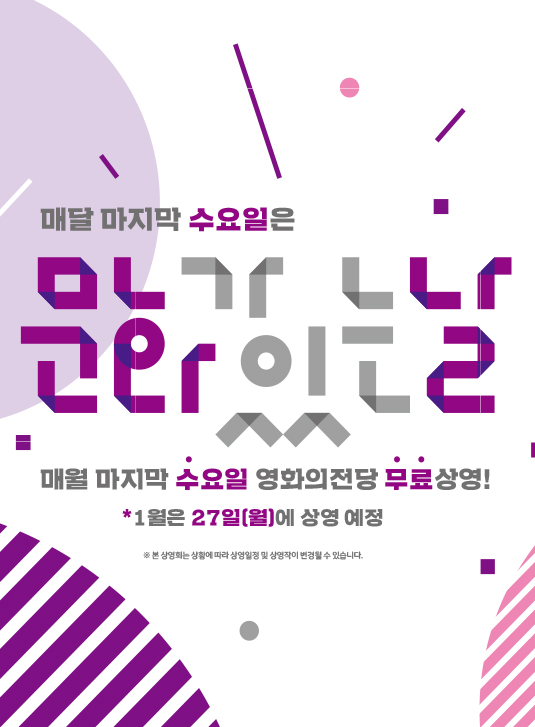 매달 마지막 수요일은
문화가 있는 날
매월 마지막 수요일 영화의전당 무료상영!
*1월은 27일(월)에 상영 예정
※ 본 상영회는 상황에 따라 상영일정 및 상영작이 변경될 수 있습니다.